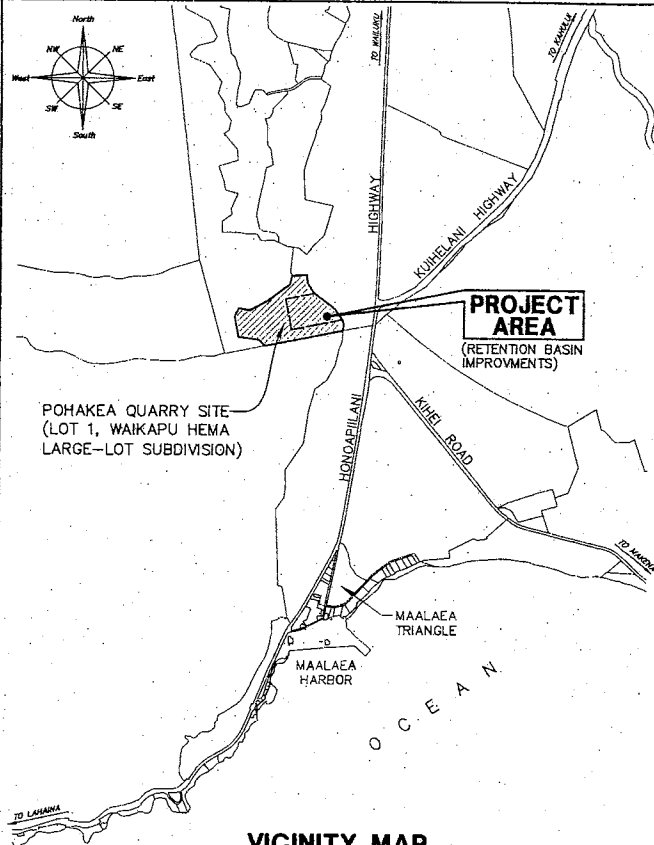 North
NW
NE
West
East
SW
SE
South
TO WAILUKU
TO KAHULUI
HIGHWAY
KUIHELANI HIGHWAY
PROJECT
AREA
(RETENTION BASIN
IMPROVMENTS)
POHAKEA QUARRY SITE
(LOT 1, WAIKAPU HEMA
LARGE-LOT SUBDIVISION)
HONOAPIILANI
KIHEI ROAD
TO MAKENA
MAALAEA
TRIANGLE
MAALAEA
HARBOR
OCEAN
TO LAHAINA
VICINITY MAP